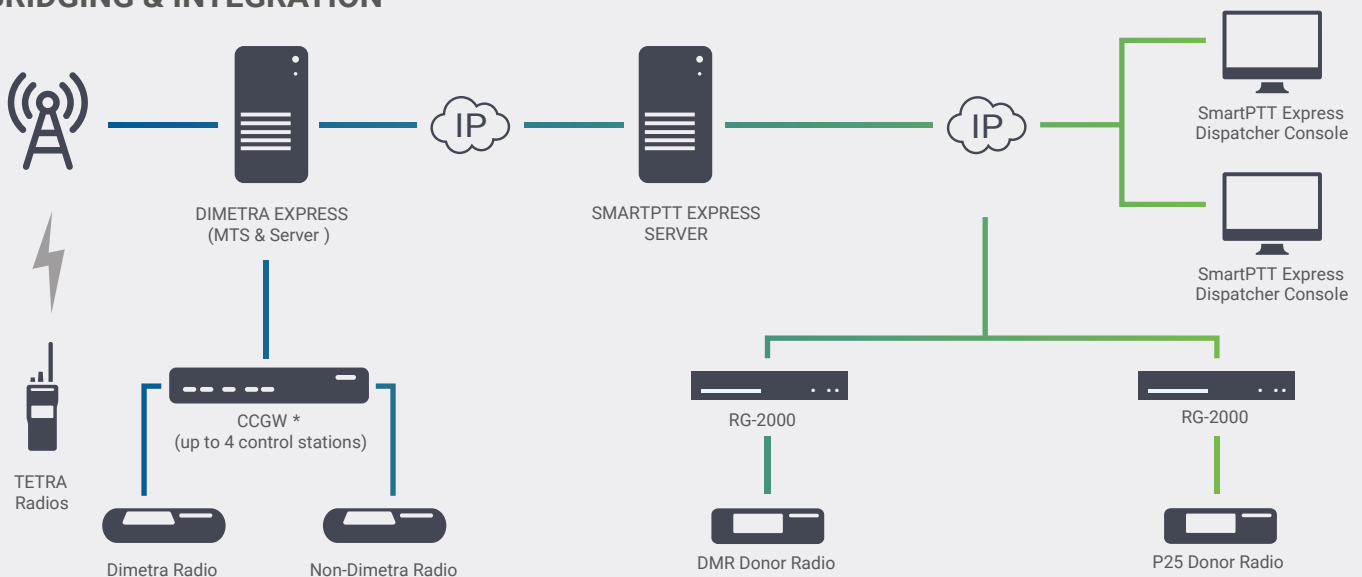 BRIDGING & INTEGRATION
IP
IP
SmartPTT Express
Dispatcher Console
DIMETRA EXPRESS
(MTS & Server )
SMARTPTT EXPRESS
SERVER
SmartPTT Express
Dispatcher Console
CCGW *
(up to 4 control stations)
RG-2000
RG-2000
TETRA
Radios
Dimetra Radio
Non-Dimetra Radio
DMR Donor Radio
P25 Donor Radio